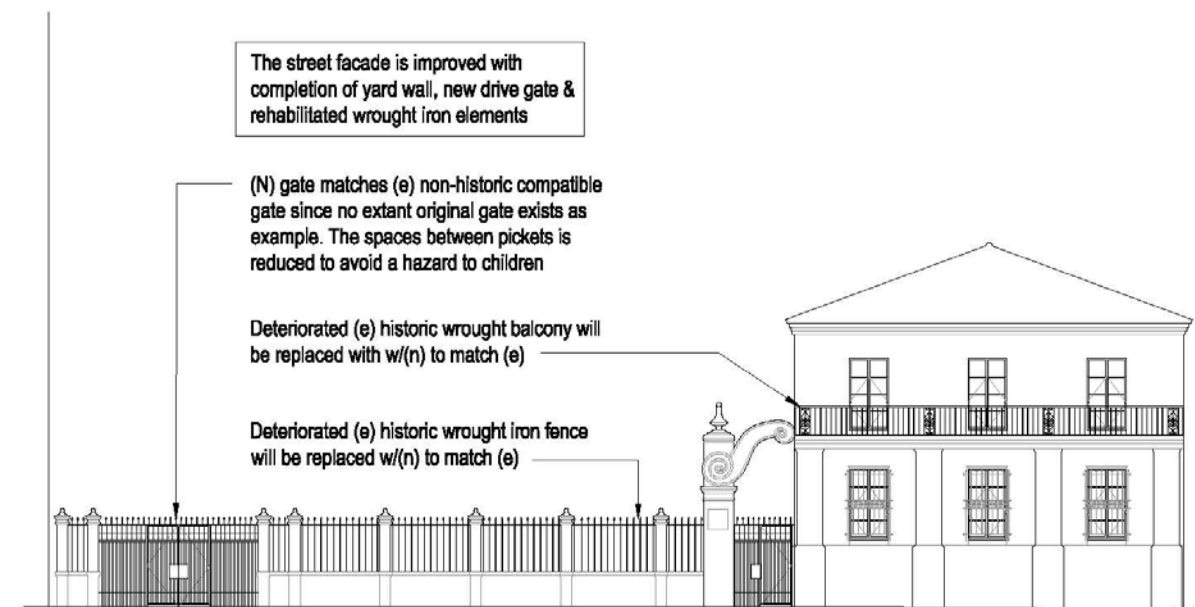 The street facade is improved with
completion of yard wall, new drive gate &
rehabilitated wrought iron elements
(N) gate matches (e) non-historic compatible
gate since no extant original gate exists as
example. The spaces between pickets is
reduced to avoid a hazard to children
Deteriorated (e) historic wrought balcony will
be replaced with w/(n) to match (e)
Deteriorated (e) historic wrought iron fence
will be replaced w/(n) to match (e)